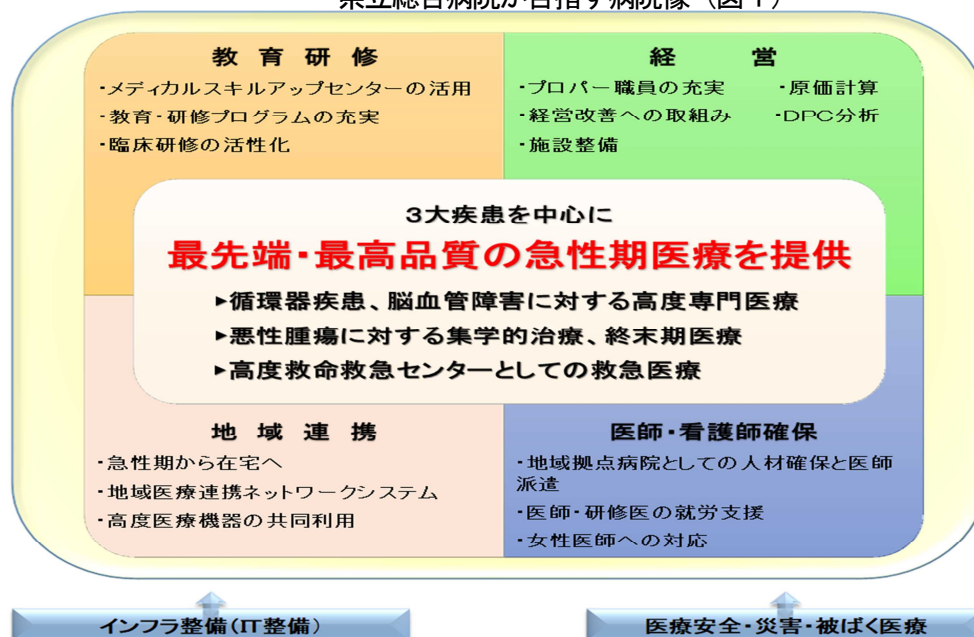 県立総合病院が目指す病院像（図１）
教育研修
・メディカルスキルアップセンターの活用
・教育・研修プログラムの充実
・臨床研修の活性化
経営
・プロパー職員の充実　・原価計算
・経営改善への取組み　・DPC分析
・施設整備
3大疾患を中心に
最先端・最高品質の急性期医療を提供
▶循環器疾患、脳血管障害に対する高度専門医療
▶悪性腫瘍に対する集学的治療、終末期医療
▶高度救命救急センターとしての救急医療
地域連携
・急性期から在宅へ
・地域医療連携ネットワークシステム
・高度医療機器の共同利用
医師・看護師確保
・地域拠点病院としての人材確保と医師
派遣
・医師・研修医の就労支援
・女性医師への対応
インフラ整備（IT整備）
医療安全・災害・被ばく医療